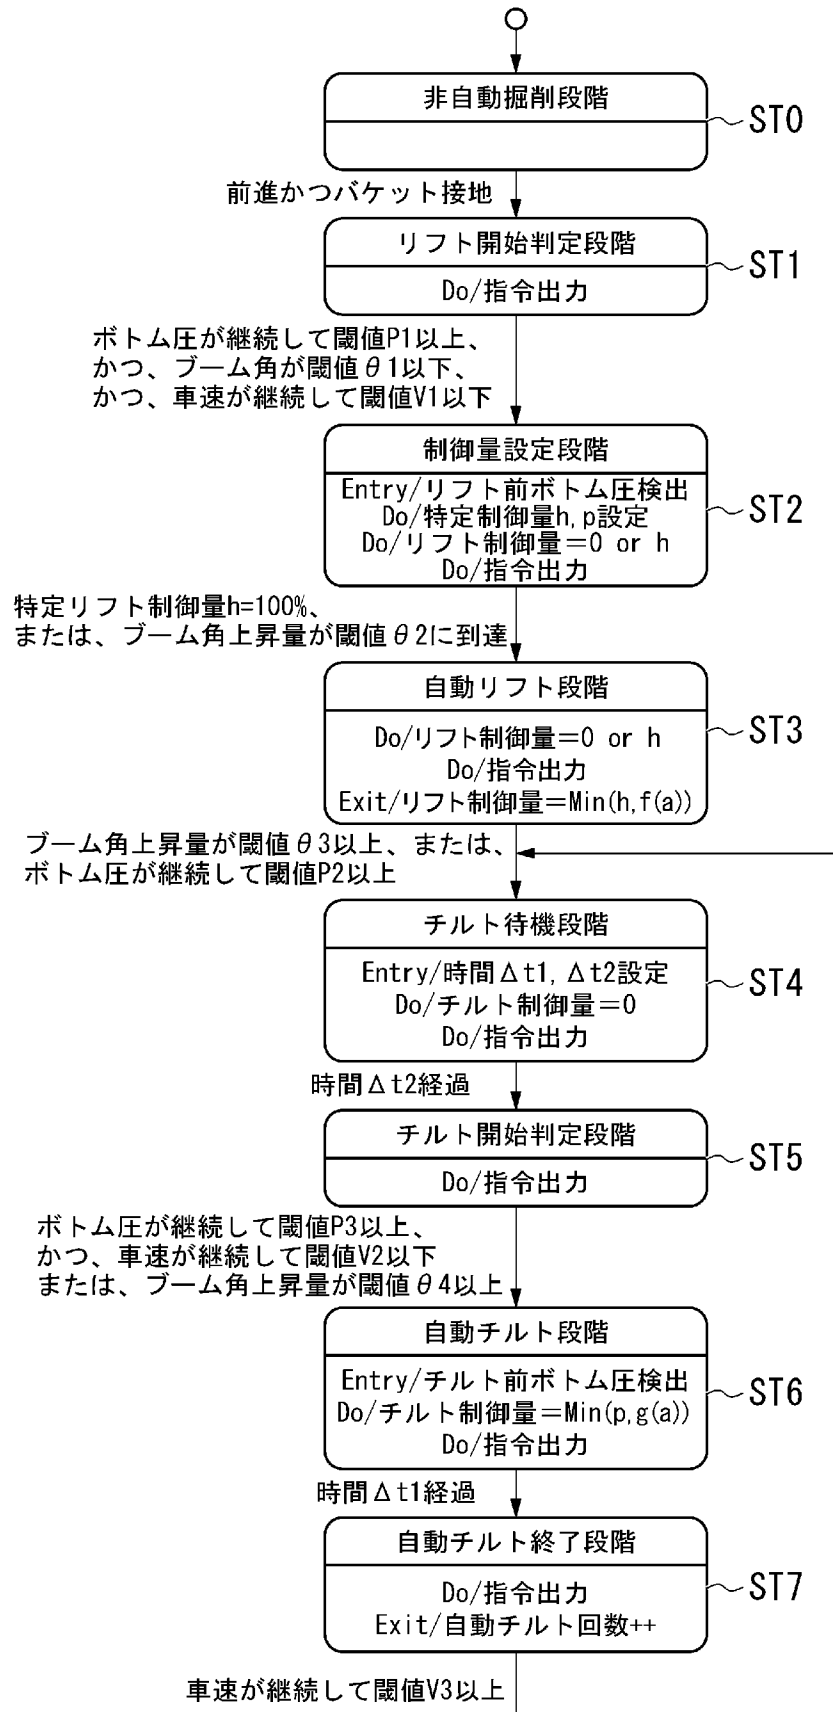 非自動掘削段階
ST0
前進かつバケット接地
リフト開始判定段階
Do/指令出力
ST1
ボトム圧が継続して閾値P1以上、
かつ、ブーム角が閾値θ1以下、
かつ、車速が継続して閾値V1以下
制御量設定段階
Entry/リフト前ボトム圧検出
Do/特定制御量h,p設定
Do/リフト制御量＝0 or h
Do/指令出力
ST2
特定リフト制御量h=100%、
または、ブーム角上昇量が閾値θ2に到達
自動リフト段階
Do/リフト制御量＝0 or h
Do/指令出力
Exit/リフト制御量＝Min(h,f(a))
ST3
ブーム角上昇量が閾値θ3以上、または、
ボトム圧が継続して閾値P2以上
チルト待機段階
Entry/時間Δt1,Δt2設定
Do/チルト制御量＝0
Do/指令出力
ST4
時間Δt2経過
チルト開始判定段階
Do/指令出力
ST5
ボトム圧が継続して閾値P3以上、
かつ、車速が継続して閾値V2以下
または、ブーム角上昇量が閾値θ4以上
自動チルト段階
Entry/チルト前ボトム圧検出
Do/チルト制御量＝Min(p,g(a))
Do/指令出力
ST6
時間Δt1経過
自動チルト終了段階
Do/指令出力
Exit/自動チルト回数++
ST7
車速が継続して閾値V3以上